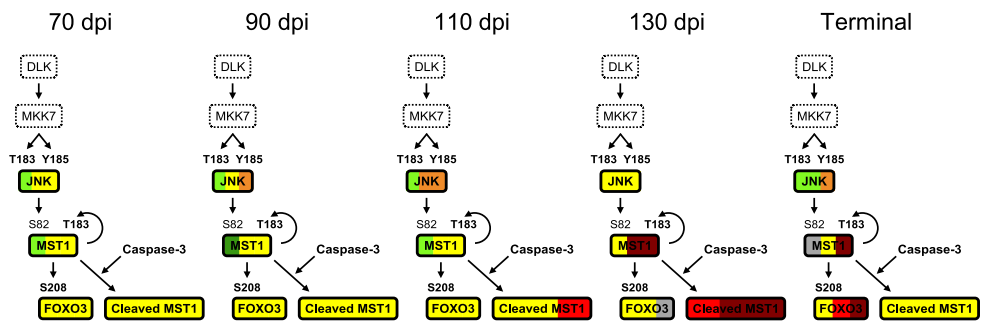 70 dpi 90 dpi 110 dpi 130 dpi Terminal
DLK DLK DLK DLK DLK
MKK7 MKK7 MKK7 MKK7 MKK7
T183 Y185 T183 Y185 T183 Y185 T183 Y185 T183 Y185
JNK JNK JNK JNK JNK
S82 T183 S82 T183 S82 T183 S82 T183 S82 T183
MST1 MST1 MST1 MST1 MST1
Caspase-3 Caspase-3 Caspase-3 Caspase-3 Caspase-3
S208 S208 S208 S208 S208
FOXO3 Cleaved MST1 FOXO3 Cleaved MST1 FOXO3 Cleaved MST1 FOXO3 Cleaved MST1 FOXO3 Cleaved MST1